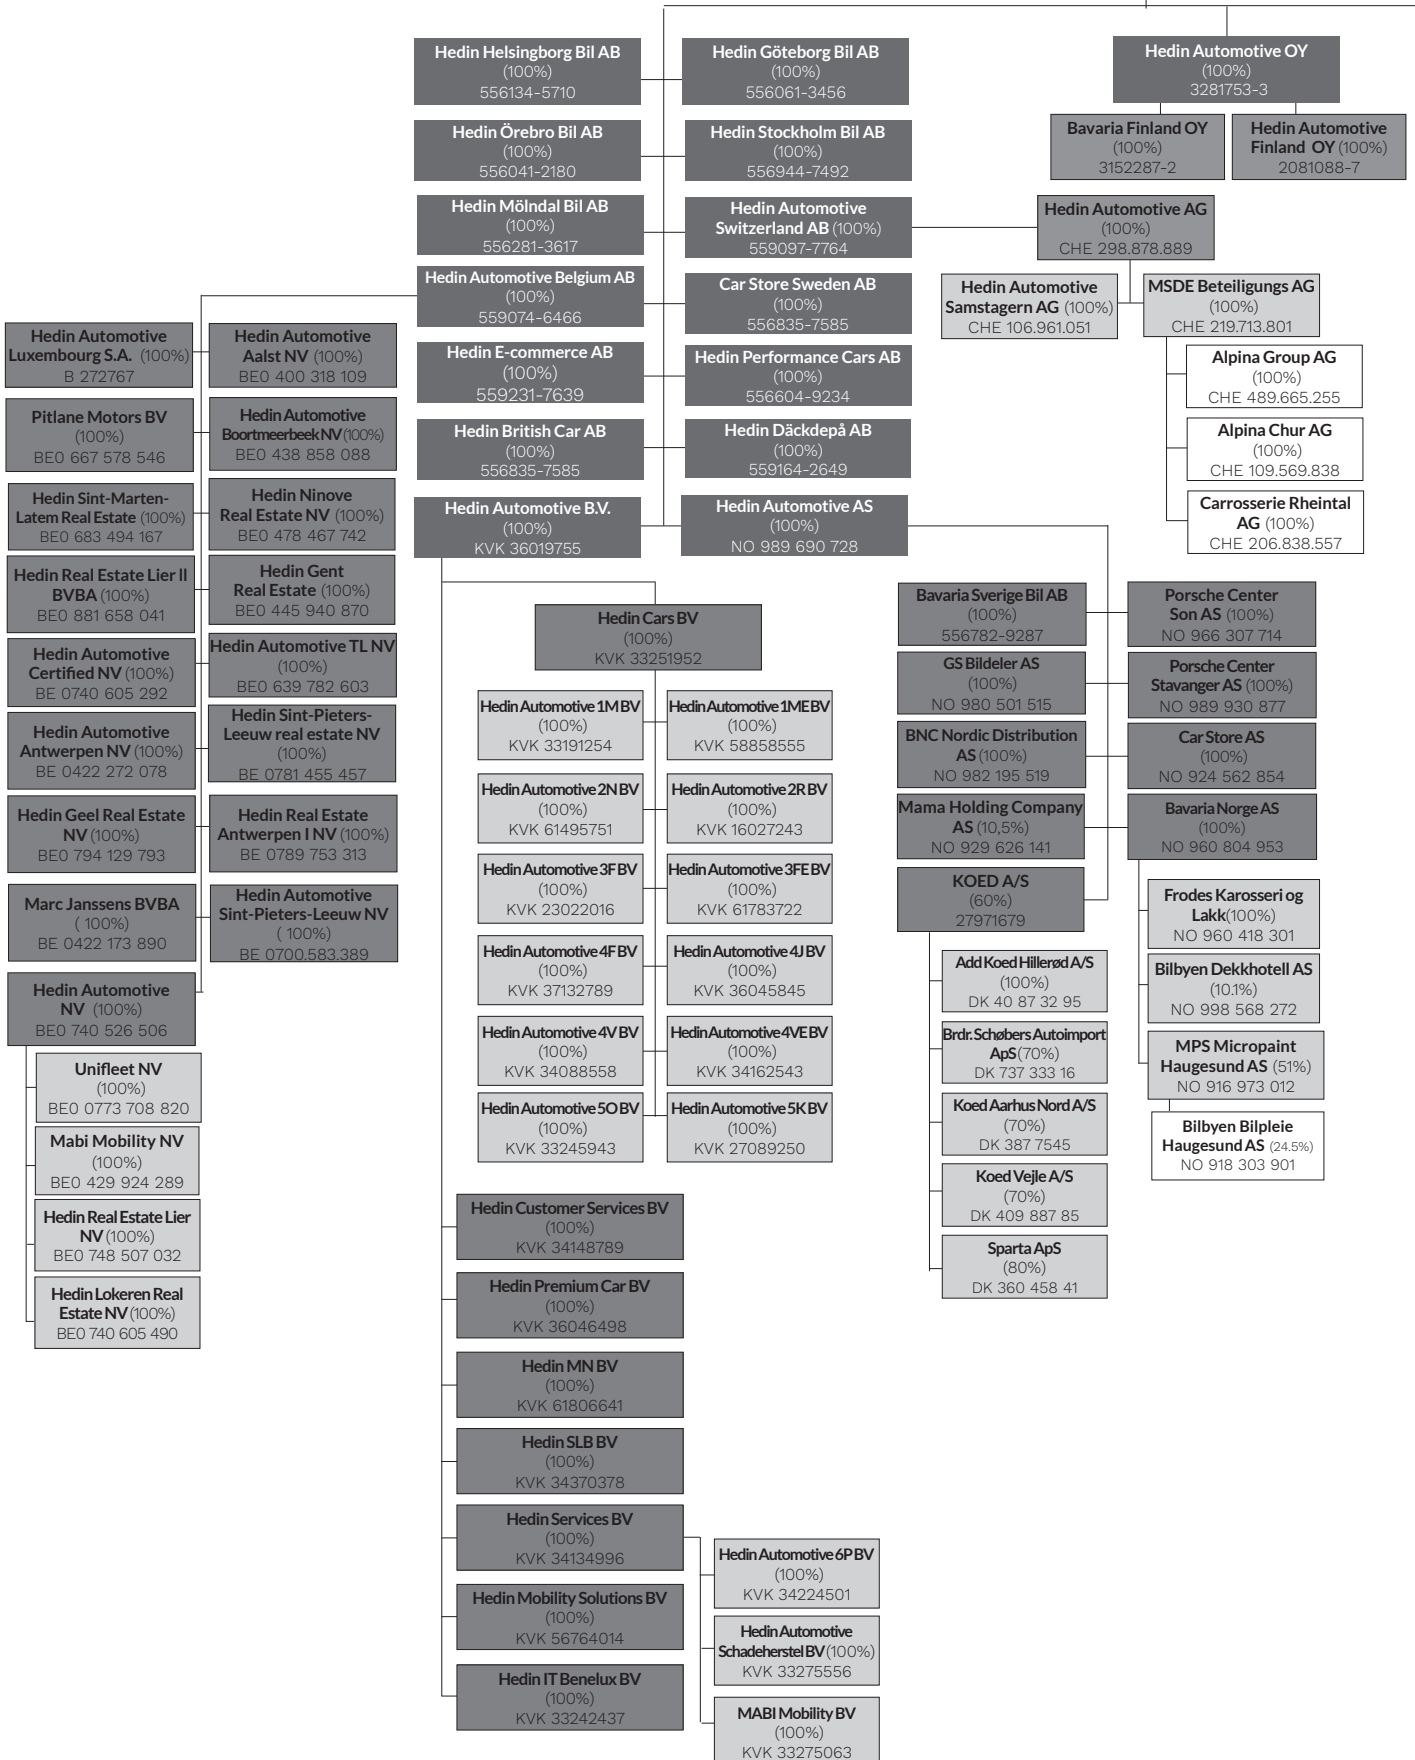 Hedin Helsingborg Bil AB
(100%)
556134-5710
Hedin Göteborg Bil AB
(100%)
556061-3456
Hedin Automotive OY
(100%)
3281753-3
Hedin Örebro Bil AB
(100%)
556041-2180
Hedin Stockholm Bil AB
(100%)
556944-7492
Bavaria Finland OY
(100%)
3152287-2
Hedin Automotive
Finland OY (100%)
2081088-7
Hedin Mölndal Bil AB
(100%)
556281-3617
Hedin Automotive
Switzerland AB (100%)
559097-7764
Hedin Automotive AG
(100%)
CHE 298.878.889
Hedin Automotive Belgium AB
(100%)
559074-6466
Car Store Sweden AB
(100%)
556835-7585
Hedin Automotive
Samstagern AG (100%)
CHE 106.961.051
MSDE Beteiligungs AG
(100%)
CHE 219.713.801
Hedin E-commerce AB
(100%)
559231-7639
Hedin Performance Cars AB
(100%)
556604-9234
Alpina Group AG
(100%)
CHE 489.665.255
Hedin British Car AB
(100%)
556835-7585
Hedin Däckdepå AB
(100%)
559164-2649
Alpina Chur AG
(100%)
CHE 109.569.838
Hedin Automotive B.V.
(100%)
KVK 36019755
Hedin Automotive AS
(100%)
NO 989 690 728
Carrosserie Rheintal
AG (100%)
CHE 206.838.557
Hedin Automotive
Luxembourg S.A. (100%)
B 272767
Hedin Automotive
Aalst NV (100%)
BE0 400 318 109
Pitlane Motors BV
(100%)
BE0 667 578 546
Hedin Automotive
Boortmeerbeek NV (100%)
BE0 438 858 088
Hedin Sint-Marten-
Latem Real Estate (100%)
BE0 683 494 167
Hedin Ninove
Real Estate NV (100%)
BE0 478 467 742
Hedin Real Estate Lier II
BVBA (100%)
BE0 881 658 041
Hedin Gent
Real Estate (100%)
BE0 445 940 870
Hedin Automotive
Certified NV (100%)
BE 0740 605 292
Hedin Automotive TL NV
(100%)
BE0 639 782 603
Hedin Automotive
Antwerpen NV (100%)
BE 0422 272 078
Hedin Sint-Pieters-
Leeuw real estate NV
(100%)
BE 0781 455 457
Hedin Geel Real Estate
NV (100%)
BE0 794 129 793
Hedin Real Estate
Antwerpen I NV (100%)
BE 0789 753 313
Marc Janssens BVBA
( 100%)
BE 0422 173 890
Hedin Automotive
Sint-Pieters-Leeuw NV
( 100%)
BE 0700.583.389
Hedin Automotive
NV (100%)
BE0 740 526 506
Unifleet NV
(100%)
BE0 0773 708 820
Mabi Mobility NV
(100%)
BE0 429 924 289
Hedin Real Estate Lier
NV (100%)
BE0 748 507 032
Hedin Lokeren Real
Estate NV (100%)
BE0 740 605 490
Hedin Cars BV
(100%)
KVK 33251952
Hedin Automotive 1M BV
(100%)
KVK 33191254
Hedin Automotive 1ME BV
(100%)
KVK 58858555
Hedin Automotive 2N BV
(100%)
KVK 61495751
Hedin Automotive 2R BV
(100%)
KVK 16027243
Hedin Automotive 3F BV
(100%)
KVK 23022016
Hedin Automotive 3FE BV
(100%)
KVK 61783722
Hedin Automotive 4F BV
(100%)
KVK 37132789
Hedin Automotive 4J BV
(100%)
KVK 36045845
Hedin Automotive 4V BV
(100%)
KVK 34088558
Hedin Automotive 4VE BV
(100%)
KVK 34162543
Hedin Automotive 5O BV
(100%)
KVK 33245943
Hedin Automotive 5K BV
(100%)
KVK 27089250
Hedin Customer Services BV
(100%)
KVK 34148789
Hedin Premium Car BV
(100%)
KVK 36046498
Hedin MN BV
(100%)
KVK 61806641
Hedin SLB BV
(100%)
KVK 34370378
Hedin Services BV
(100%)
KVK 34134996
Hedin Mobility Solutions BV
(100%)
KVK 56764014
Hedin IT Benelux BV
(100%)
KVK 33242437
Hedin Automotive 6P BV
(100%)
KVK 34224501
Hedin Automotive
Schadeherstel BV (100%)
KVK 33275556
MABI Mobility BV
(100%)
KVK 33275063
Bavaria Sverige Bil AB
(100%)
556782-9287
Porsche Center
Son AS (100%)
NO 966 307 714
GS Bildeler AS
(100%)
NO 980 501 515
Porsche Center
Stavanger AS (100%)
NO 989 930 877
BNC Nordic Distribution
AS (100%)
NO 982 195 519
Car Store AS
(100%)
NO 924 562 854
Mama Holding Company
AS (10,5%)
NO 929 626 141
Bavaria Norge AS
(100%)
NO 960 804 953
KOED A/S
(60%)
27971679
Frodes Karosseri og
Lakk(100%)
NO 960 418 301
Add Koed Hillerød A/S
(100%)
DK 40 87 32 95
Bilbyen Dekkhotell AS
(10.1%)
NO 998 568 272
Brdr. Schøbers Autoimport
ApS (70%)
DK 737 333 16
MPS Micropaint
Haugesund AS (51%)
NO 916 973 012
Koed Aarhus Nord A/S
(70%)
DK 387 7545
Bilbyen Bilpleie
Haugesund AS (24.5%)
NO 918 303 901
Koed Vejle A/S
(70%)
DK 409 887 85
Sparta ApS
(80%)
DK 360 458 41